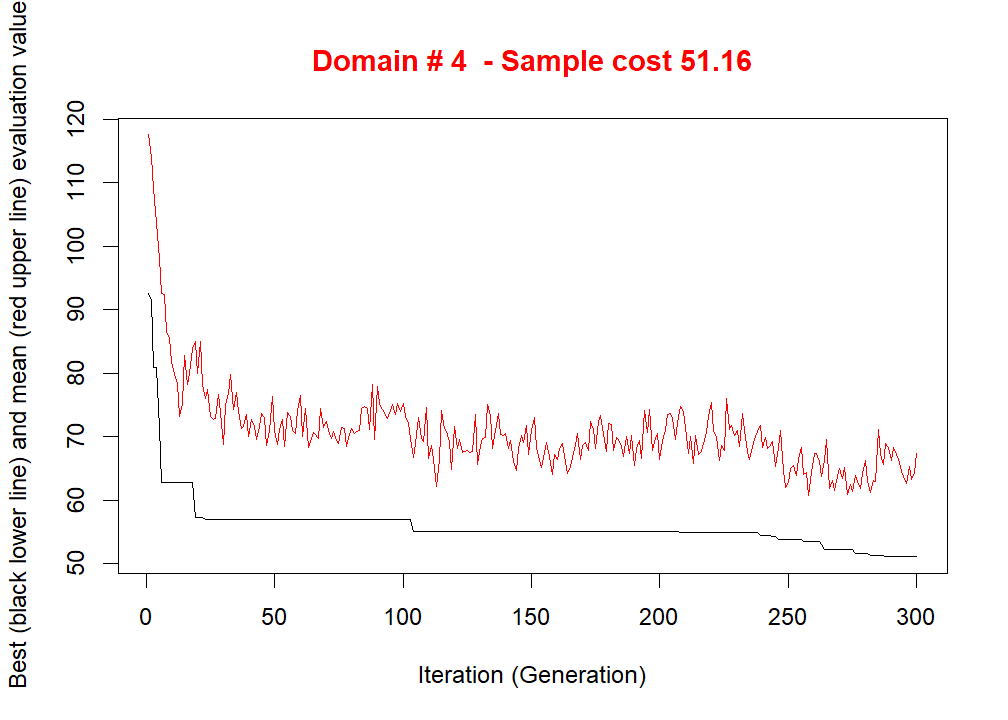 Domain # 4  - Sample cost 51.16
Best (black lower line) and mean (red upper line) evaluation value
120
110
100
90
80
70
60
50
0 50 100 150 200 250 300
Iteration (Generation)